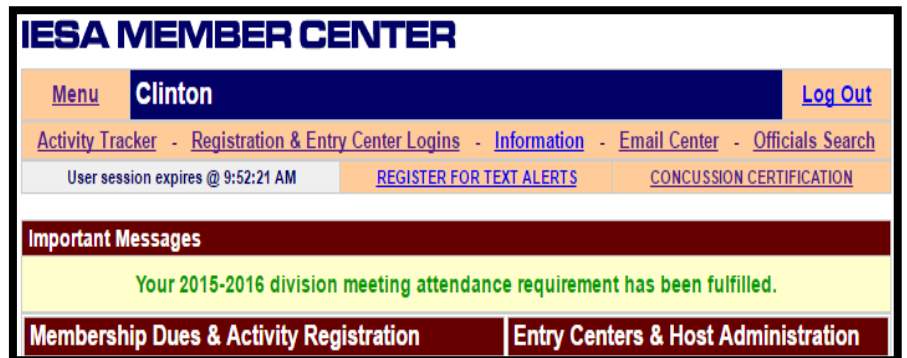 IESA MEMBER CENTER
Menu Clinton Log Out
Activity Tracker - Registration & Entry Center Logins - Information - Email Center - Officials Search
User session expires @ 9:52:21 AM REGISTER FOR TEXT ALERTS CONCUSSION CERTIFICATION
Important Messages
Your 2015-2016 division meeting attendance requirement has been fulfilled.
Membership Dues & Activity Registration Entry Centers & Host Administration